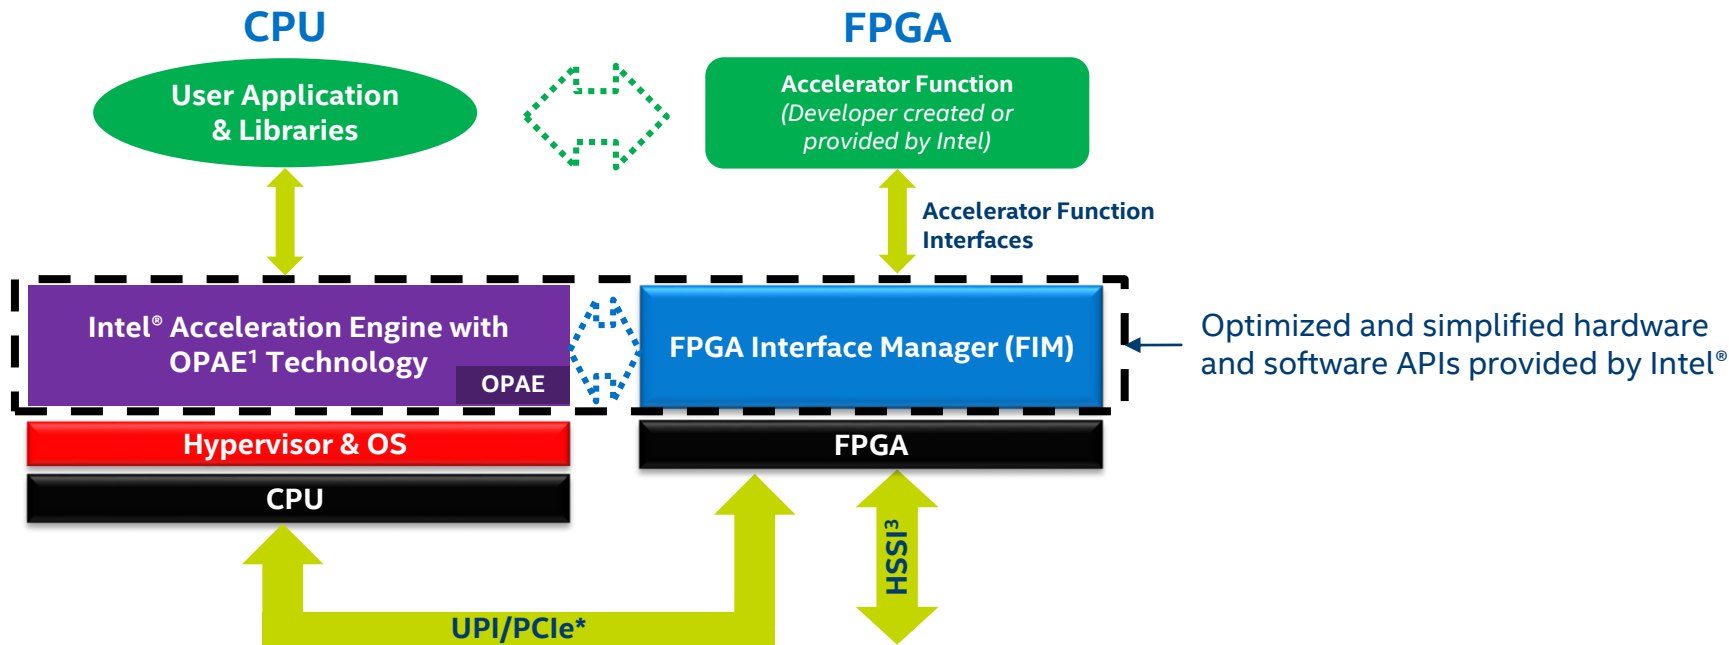 CPU
FPGA
User Application
& Libraries
Accelerator Function
(Developer created or
provided by Intel)
Accelerator Function
Interfaces
Intel® Acceleration Engine with
OPAE¹ Technology
OPAE
FPGA Interface Manager (FIM)
Optimized and simplified hardware
and software APIs provided by Intel®
Hypervisor & OS
FPGA
CPU
HSSI³
UPI/PCIe*